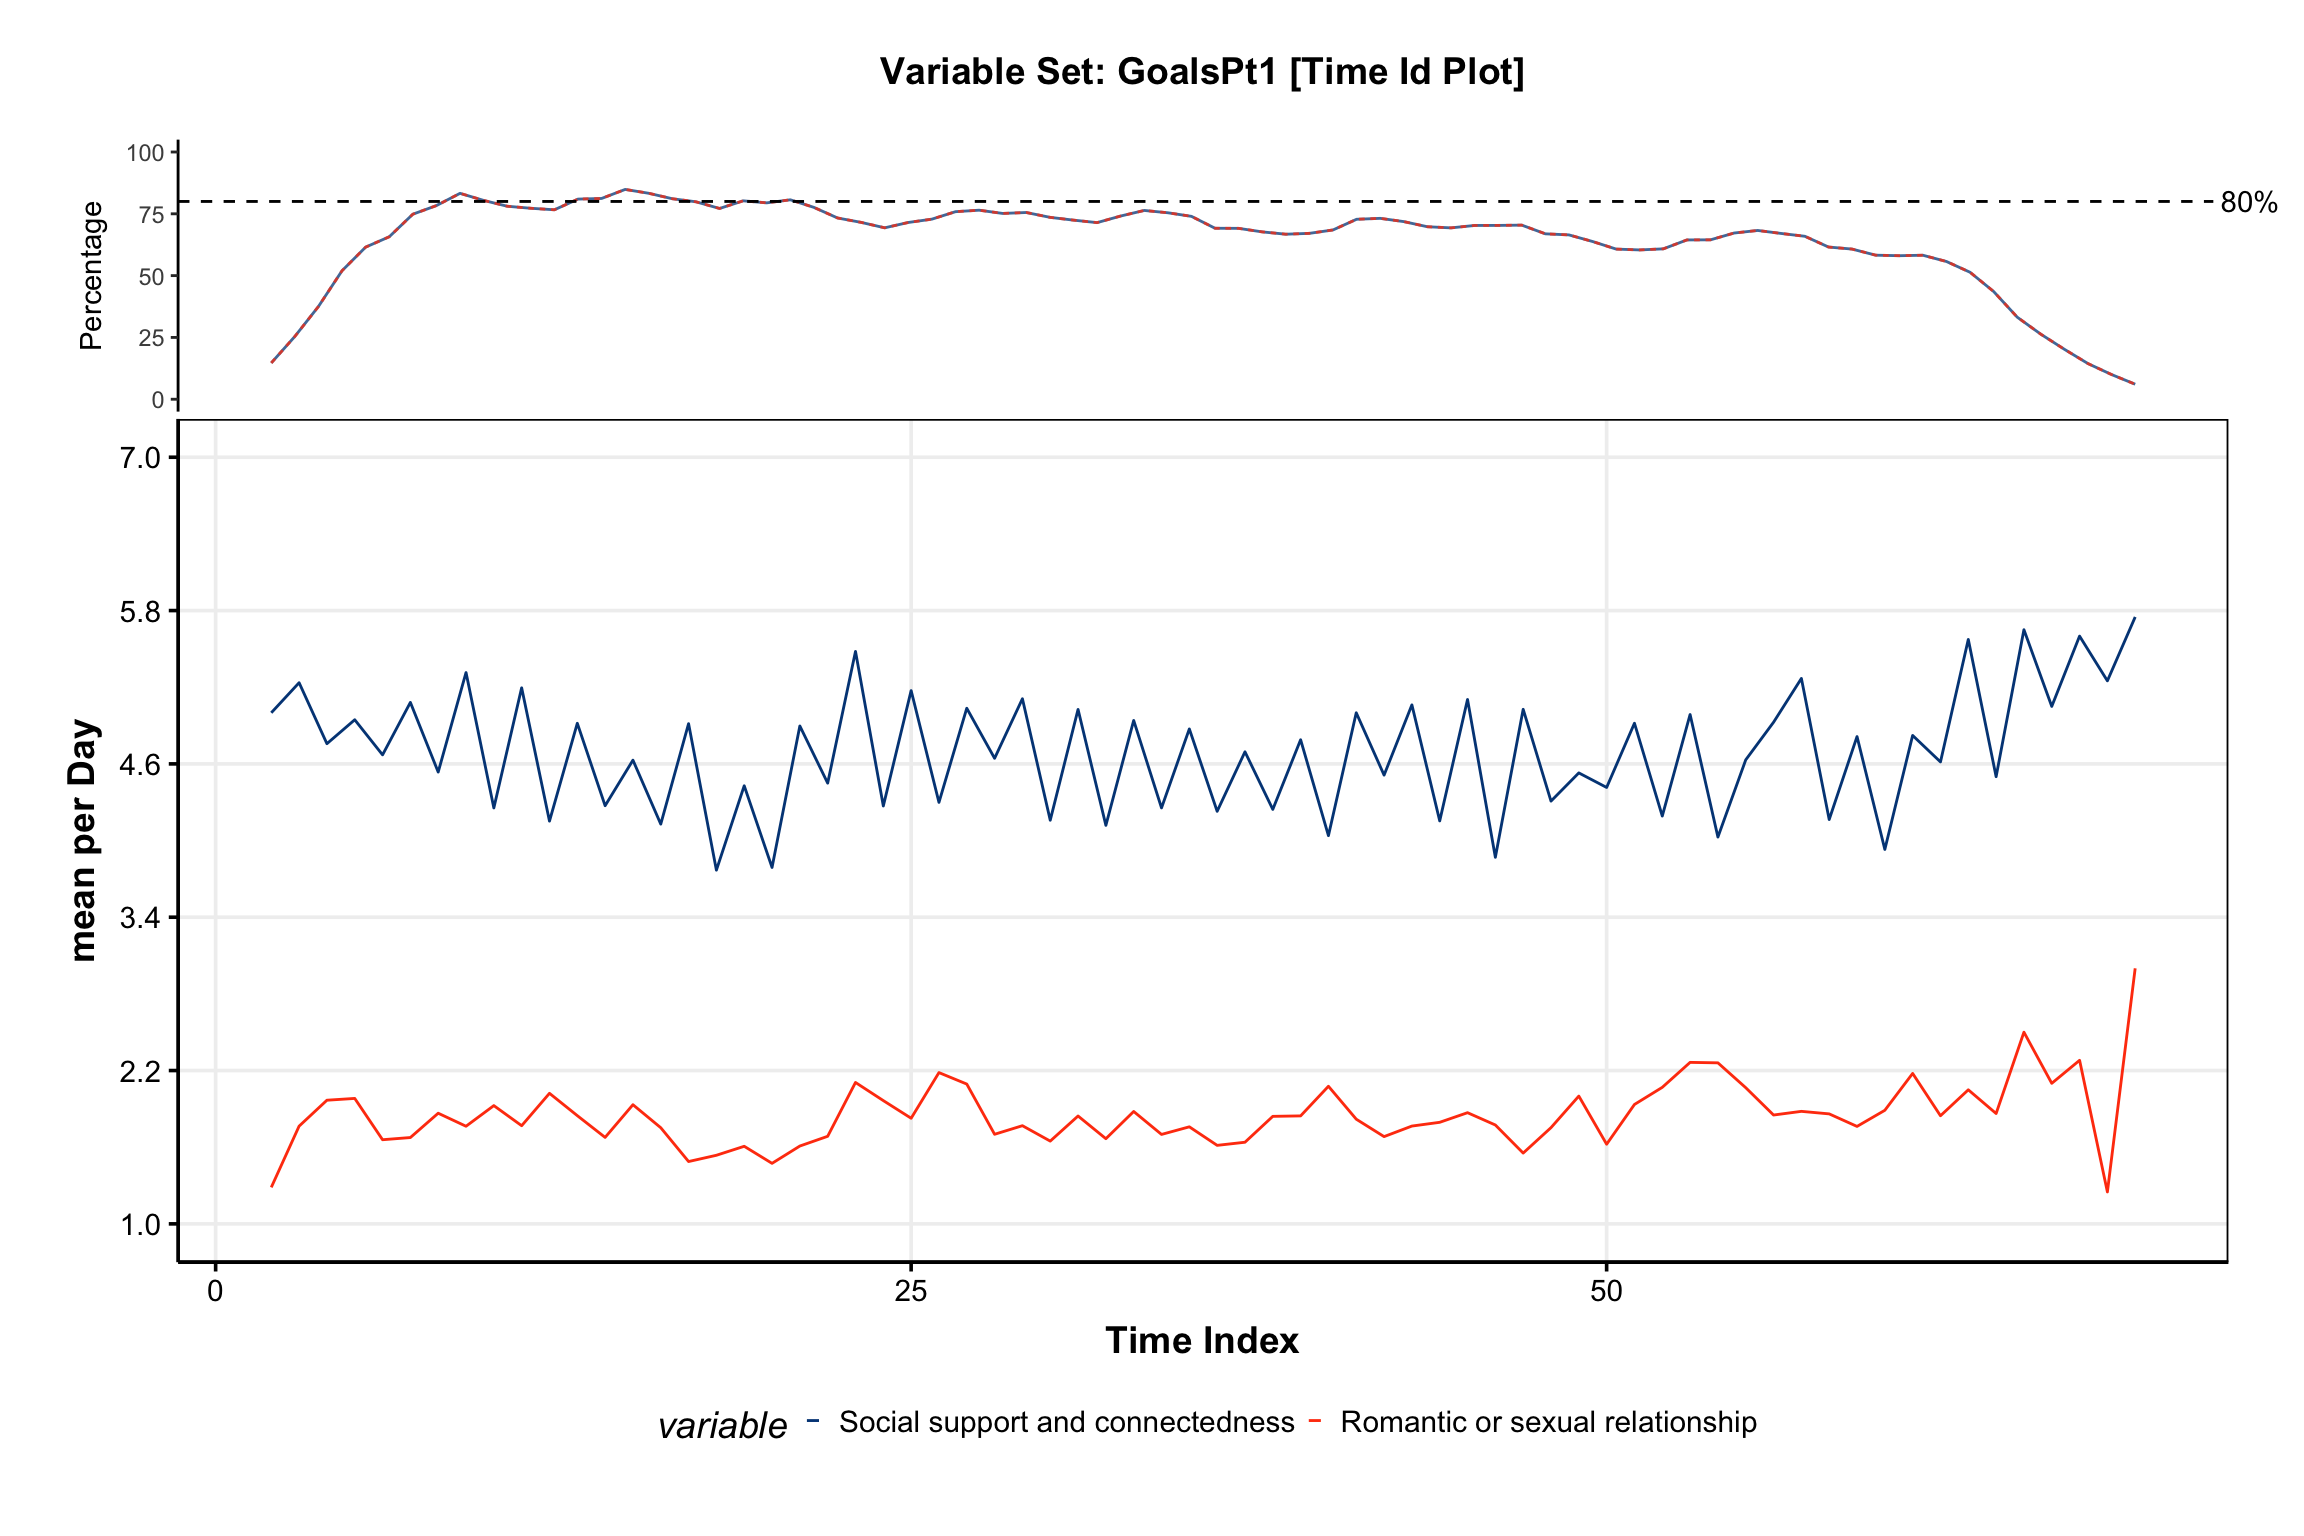 Variable Set: GoalsPt1 [Time Id Plot]
Percentage
100
75
50
25
0
80%
mean per Day
7.0
5.8
4.6
3.4
2.2
1.0
0 25 50
Time Index
variable Social support and connectedness Romantic or sexual relationship